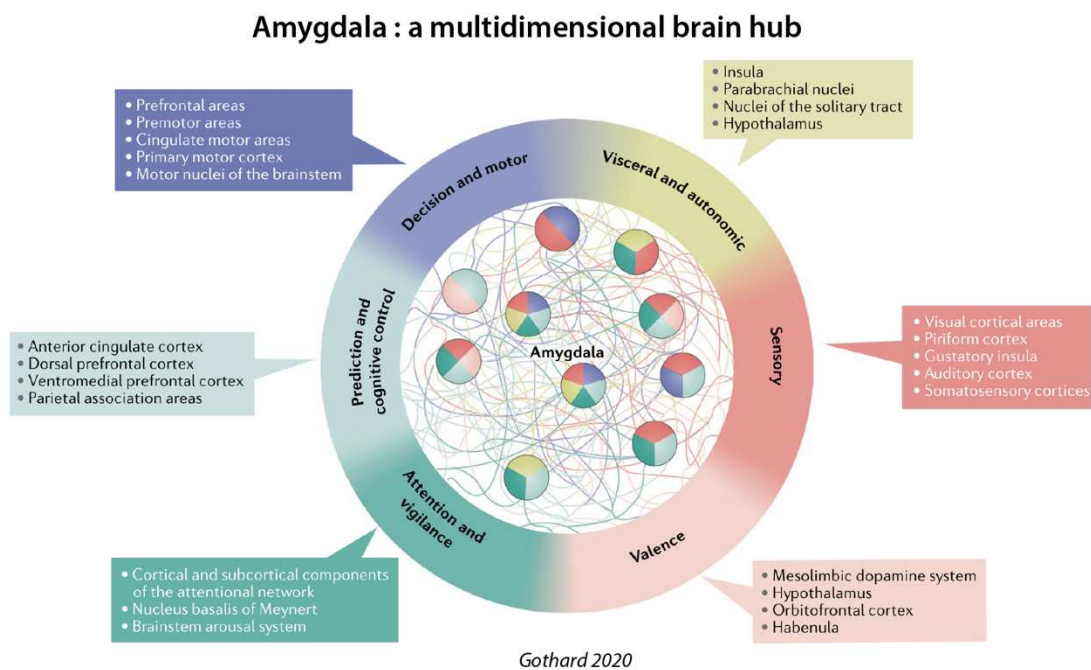 Amygdala : a multidimensional brain hub
• Prefrontal areas
• Premotor areas
• Cingulate motor areas
• Primary motor cortex
• Motor nuclei of the brainstem
• Insula
• Parabrachial nuclei
• Nuclei of the solitary tract
• Hypothalamus
Decision and motor
Visceral and autonomic
Prediction and
cognitive control
Sensory
Amygdala
• Anterior cingulate cortex
• Dorsal prefrontal cortex
• Ventromedial prefrontal cortex
• Parietal association areas
• Visual cortical areas
• Piriform cortex
• Gustatory insula
• Auditory cortex
• Somatosensory cortices
Attention and
vigilance
Valence
• Cortical and subcortical components
of the attentional network
• Nucleus basalis of Meynert
• Brainstem arousal system
• Mesolimbic dopamine system
• Hypothalamus
• Orbitofrontal cortex
• Habenula
Gothard 2020